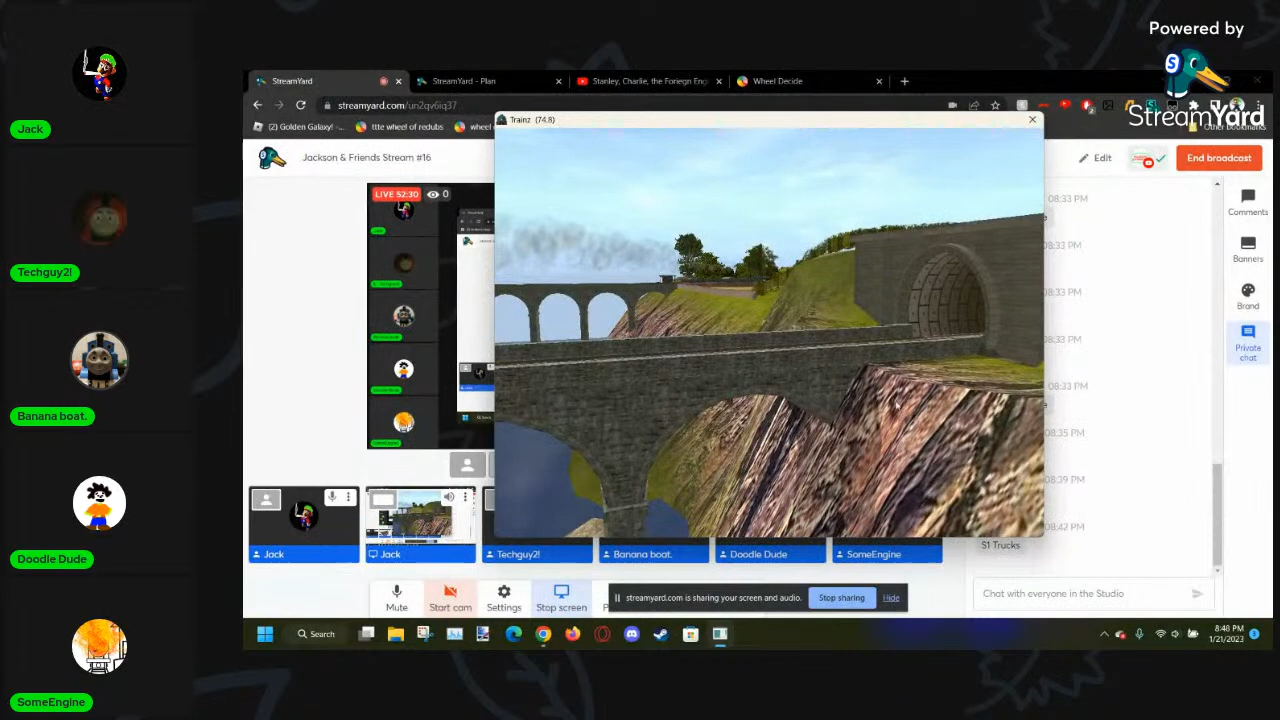 Powered by
StreamYard
Jack
Techguy2!
Banana boat.
Doodle Dude
SomeEngine
StreamYard
StreamYard - Plan
Stanley, Charlie, the Foriegn Eng
Wheel Decide
streamyard.com/un2qv6iq37
(2) Golden Galaxy! -...
ttte wheel of redubs
wheel
Other bookmarks
Trainz (74.8)
Jackson & Friends Stream #16
Edit
End broadcast
LIVE 52:30
0
08:33 PM
08:33 PM
08:33 PM
08:33 PM
08:33 PM
08:35 PM
08:39 PM
08:42 PM
S1 Trucks
Comments
Banners
Brand
Private chat
Jack
Jack
Techguy2!
Banana boat.
Doodle Dude
SomeEngine
Mute
Start cam
Settings
Stop screen
streamyard.com is sharing your screen and audio.
Stop sharing
Hide
Chat with everyone in the Studio
Search
8:48 PM
1/21/2023